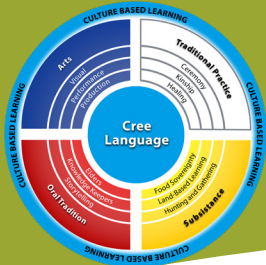 CULTURE BASED LEARNING
CULTURE BASED LEARNING
CULTURE BASED LEARNING
CULTURE BASED LEARNING
Arts
Visual
Performance
Production
Traditional Practice
Ceremony
Kinship
Healing
Cree
Language
Oral Tradition
Elders
Knowledge Keepers
Storytelling
Food Sovereignty
Land-Based Learning
Hunting and Gathering
Subsistance